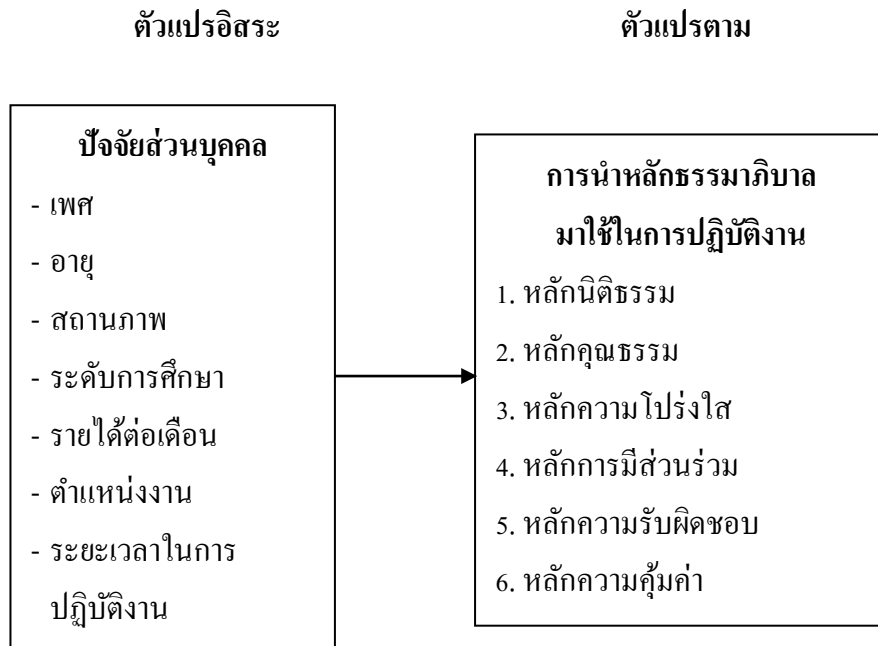 ตัวแปรอิสระ
ตัวแปรตาม
ปัจจัยส่วนบุคคล
- เพศ
- อายุ
- สถานภาพ
- ระดับการศึกษา
- รายได้ต่อเดือน
- ตำแหน่งงาน
- ระยะเวลาในการ
ปฏิบัติงาน
การนำหลักธรรมาภิบาล
มาใช้ในการปฏิบัติงาน
1. หลักนิติธรรม
2. หลักคุณธรรม
3. หลักความโปร่งใส
4. หลักการมีส่วนร่วม
5. หลักความรับผิดชอบ
6. หลักความคุ้มค่า